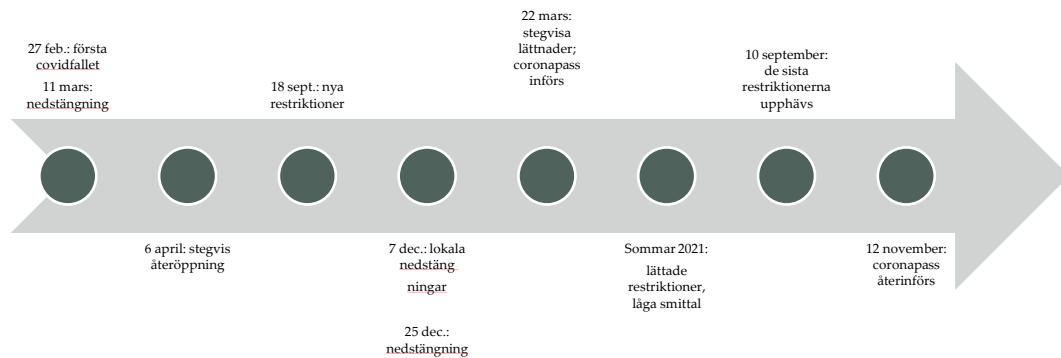 27 feb.: första
covidfallet
11 mars:
nedstängning
6 april: stegvis
återöppning
18 sept.: nya
restriktioner
7 dec.: lokala
nedstäng
ningar
25 dec.:
nedstängning
22 mars:
stegvisa
lättnader;
coronapass
införs
Sommar 2021:
lättade
restriktioner,
låga smittal
10 september:
de sista
restriktionerna
upphävs
12 november:
coronapass
återinförs